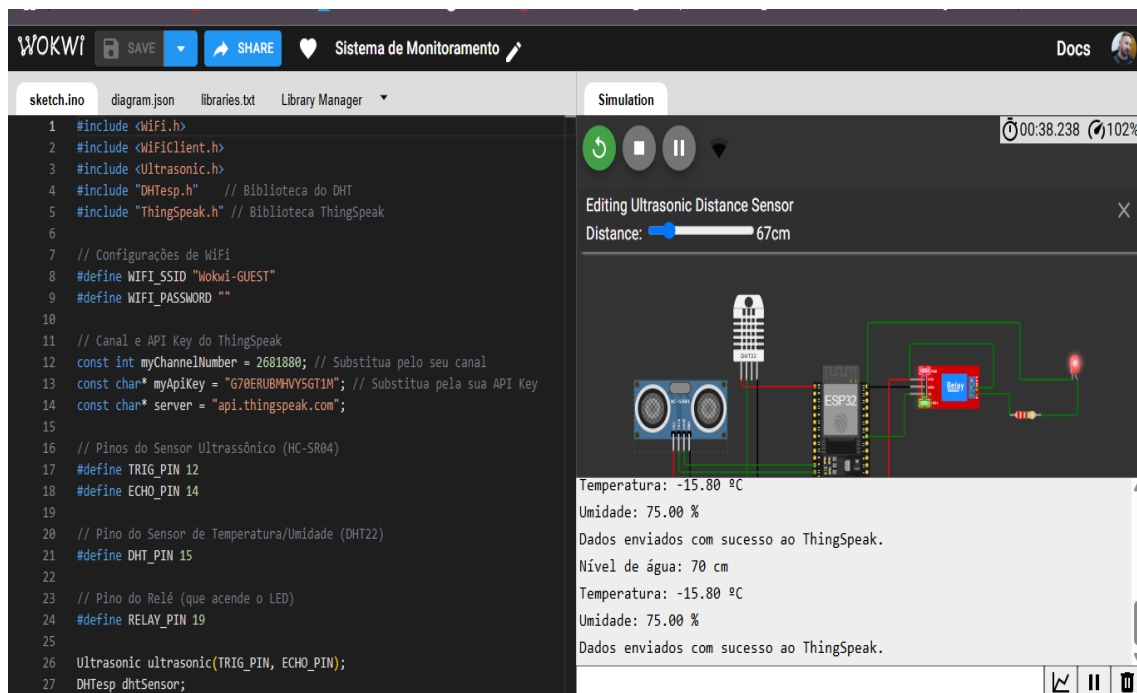 WOKWI SAVE SHARE Sistema de Monitoramento Docs
sketch.ino diagram.json libraries.txt Library Manager
1 #include <WiFi.h>
2 #include <WiFiClient.h>
3 #include <Ultrasonic.h>
4 #include "DHTesp.h" // Biblioteca do DHT
5 #include "ThingSpeak.h" // Biblioteca ThingSpeak
6
7 // Configurações de WiFi
8 #define WIFI_SSID "Wokwi-GUEST"
9 #define WIFI_PASSWORD ""
10
11 // Canal e API Key do ThingSpeak
12 const int myChannelNumber = 2681880; // Substitua pelo seu canal
13 const char* myApiKey = "G70ERUBMHVY5GT1M"; // Substitua pela sua API Key
14 const char* server = "api.thingspeak.com";
15
16 // Pinos do Sensor Ultrassônico (HC-SR04)
17 #define TRIG_PIN 12
18 #define ECHO_PIN 14
19
20 // Pino do Sensor de Temperatura/Umidade (DHT22)
21 #define DHT_PIN 15
22
23 // Pino do Relé (que acende o LED)
24 #define RELAY_PIN 19
25
26 Ultrasonic ultrasonic(TRIG_PIN, ECHO_PIN);
27 DHTesp dhtSensor;
Simulation
00:38.238 102%
Editing Ultrasonic Distance Sensor
Distance: 67cm
DHT22
HC-SR04
ESP32
Relay
Temperatura: -15.80 ºC
Umidade: 75.00 %
Dados enviados com sucesso ao ThingSpeak.
Nível de água: 70 cm
Temperatura: -15.80 ºC
Umidade: 75.00 %
Dados enviados com sucesso ao ThingSpeak.